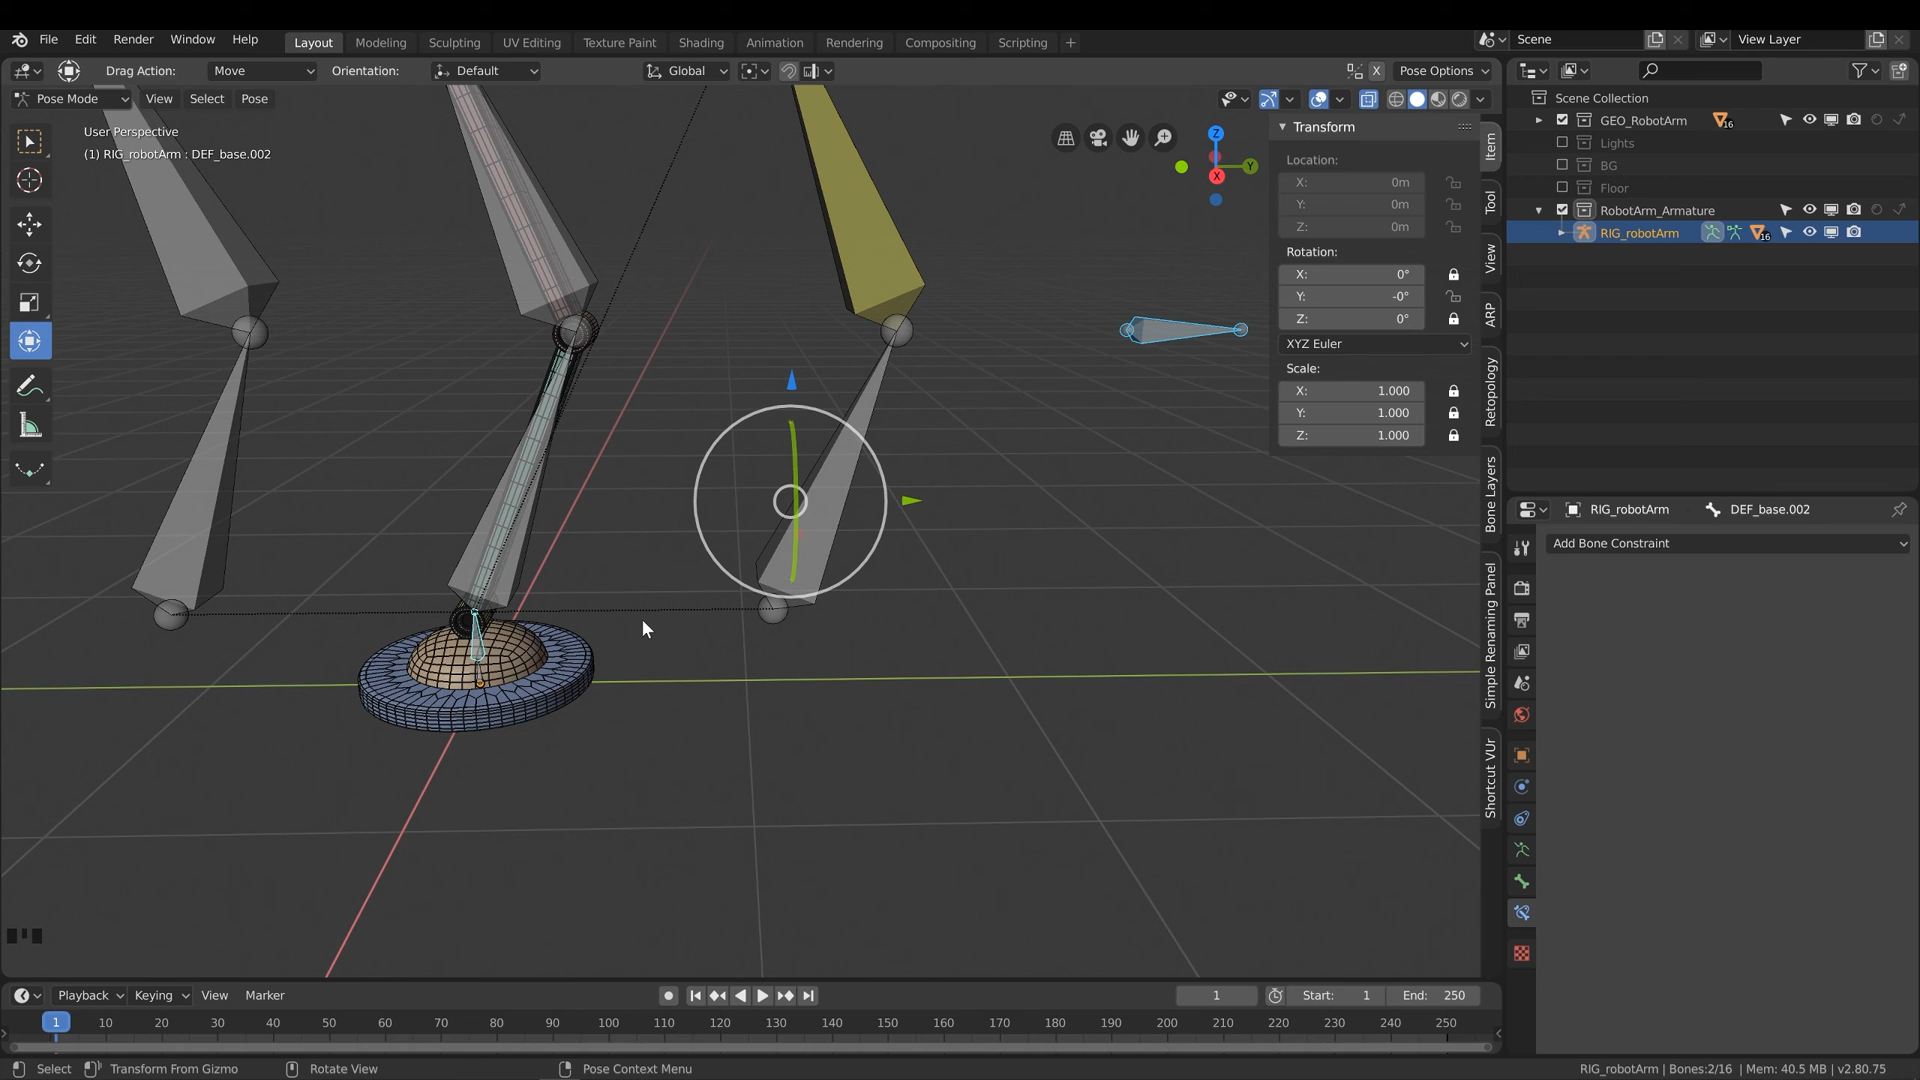 File Edit Render Window Help Layout Modeling Sculpting UV Editing Texture Paint Shading Animation Rendering Compositing Scripting + Scene View Layer
Drag Action: Move Orientation: Default Global Pose Options
Pose Mode View Select Pose
User Perspective
(1) RIG_robotArm : DEF_base.002
Z
Y
X
Transform
Location:
X: 0m
Y: 0m
Z: 0m
Rotation:
X: 0°
Y: -0°
Z: 0°
XYZ Euler
Scale:
X: 1.000
Y: 1.000
Z: 1.000
Item
Tool
View
ARP
Retopology
Bone Layers
Simple Renaming Panel
Shortcut VUr
Scene Collection
GEO_RobotArm 16
Lights
BG
Floor
RobotArm_Armature
RIG_robotArm 16
RIG_robotArm DEF_base.002
Add Bone Constraint
Playback Keying View Marker 1 Start: 1 End: 250
1 10 20 30 40 50 60 70 80 90 100 110 120 130 140 150 160 170 180 190 200 210 220 230 240 250
Select Transform From Gizmo Rotate View Pose Context Menu RIG_robotArm | Bones:2/16 | Mem: 40.5 MB | v2.80.75